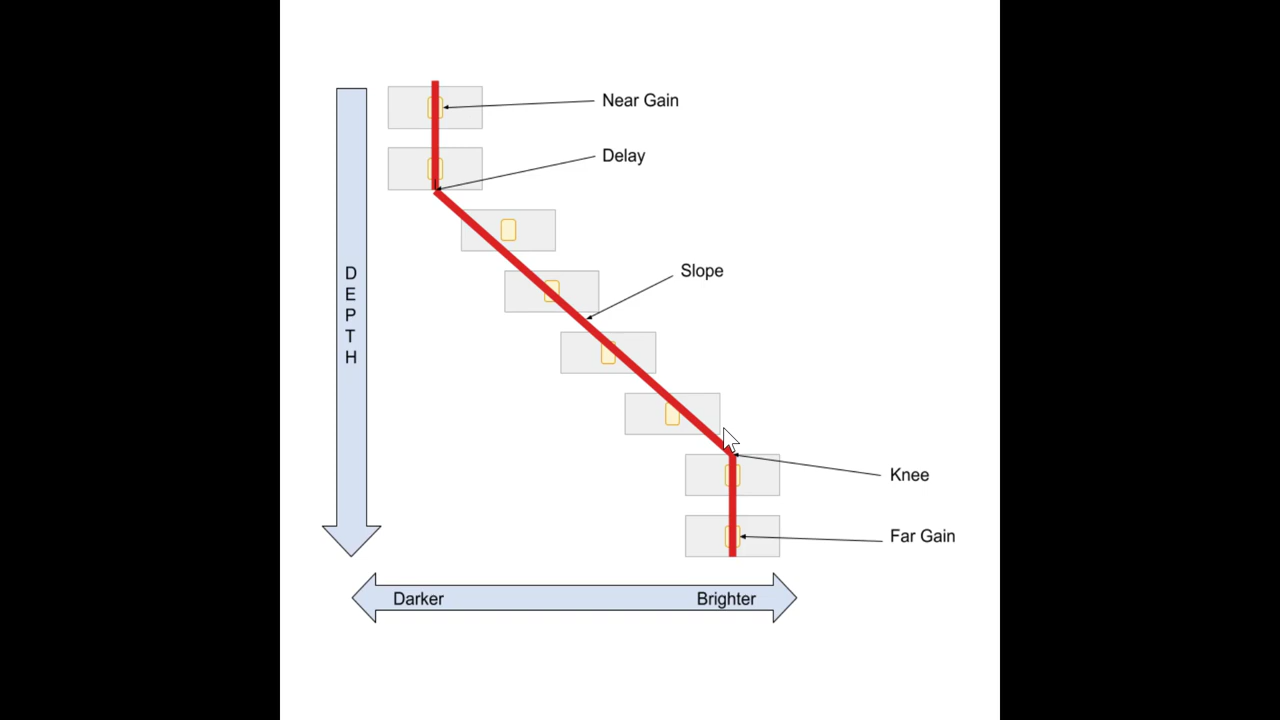 Near Gain
Delay
Slope
D
E
P
T
H
Knee
Far Gain
Darker
Brighter